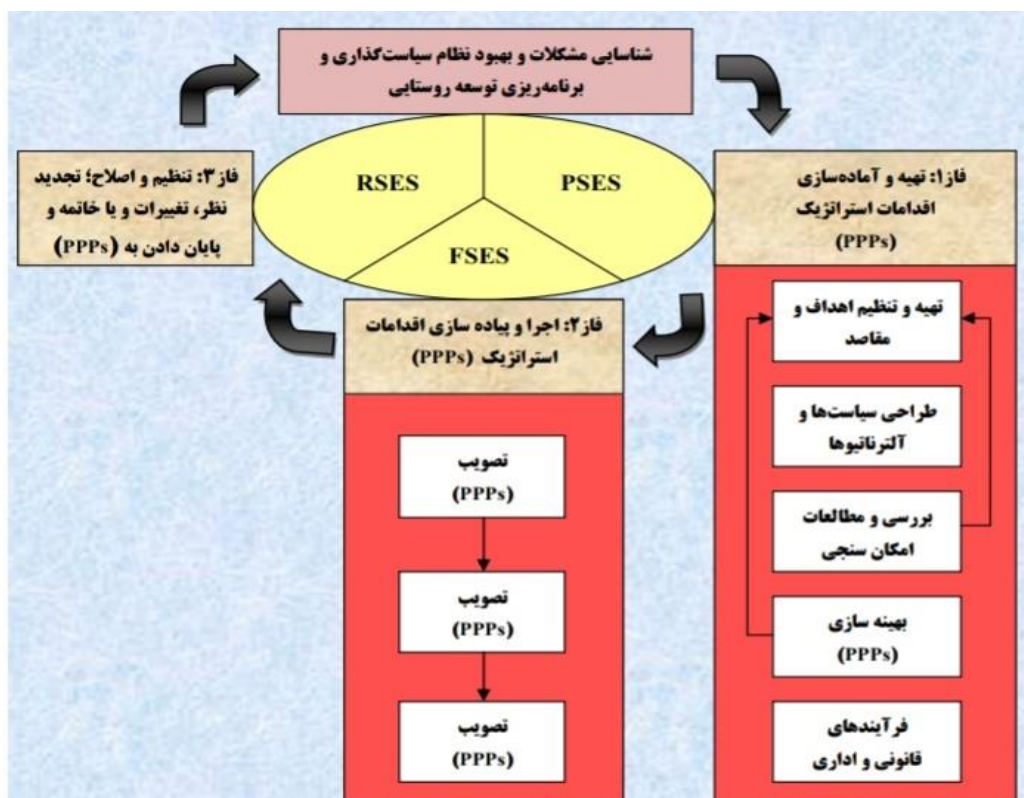 شناسایی مشکلات و بهبود نظام سیاست‌گذاری و
برنامه‌ریزی توسعه روستایی
RSES
PSES
FSES
فاز۱: تهیه و آماده‌سازی
اقدامات استراتژیک
(PPPs)
تهیه و تنظیم اهداف و
مقاصد
طراحی سیاست‌ها و
آلترناتیوها
بررسی و مطالعات
امکان سنجی
بهینه سازی
(PPPs)
فرآیندهای
قانونی و اداری
فاز۲: اجرا و پیاده سازی اقدامات
استراتژیک (PPPs)
تصویب
(PPPs)
تصویب
(PPPs)
تصویب
(PPPs)
فاز۳: تنظیم و اصلاح؛ تجدید
نظر، تغییرات و یا خاتمه و
پایان دادن به (PPPs)